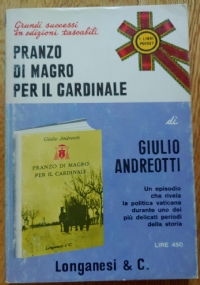 Grandi successi
in edizioni tascabili
I LIBRI
POCKET
PRANZO
DI MAGRO
PER IL CARDINALE
di
GIULIO
ANDREOTTI
Giulio Andreotti
PRANZO DI MAGRO
PER IL CARDINALE
Un episodio
che rivela
la politica vaticana
durante uno dei
più delicati periodi
della storia
LIRE 450
Longanesi & C.